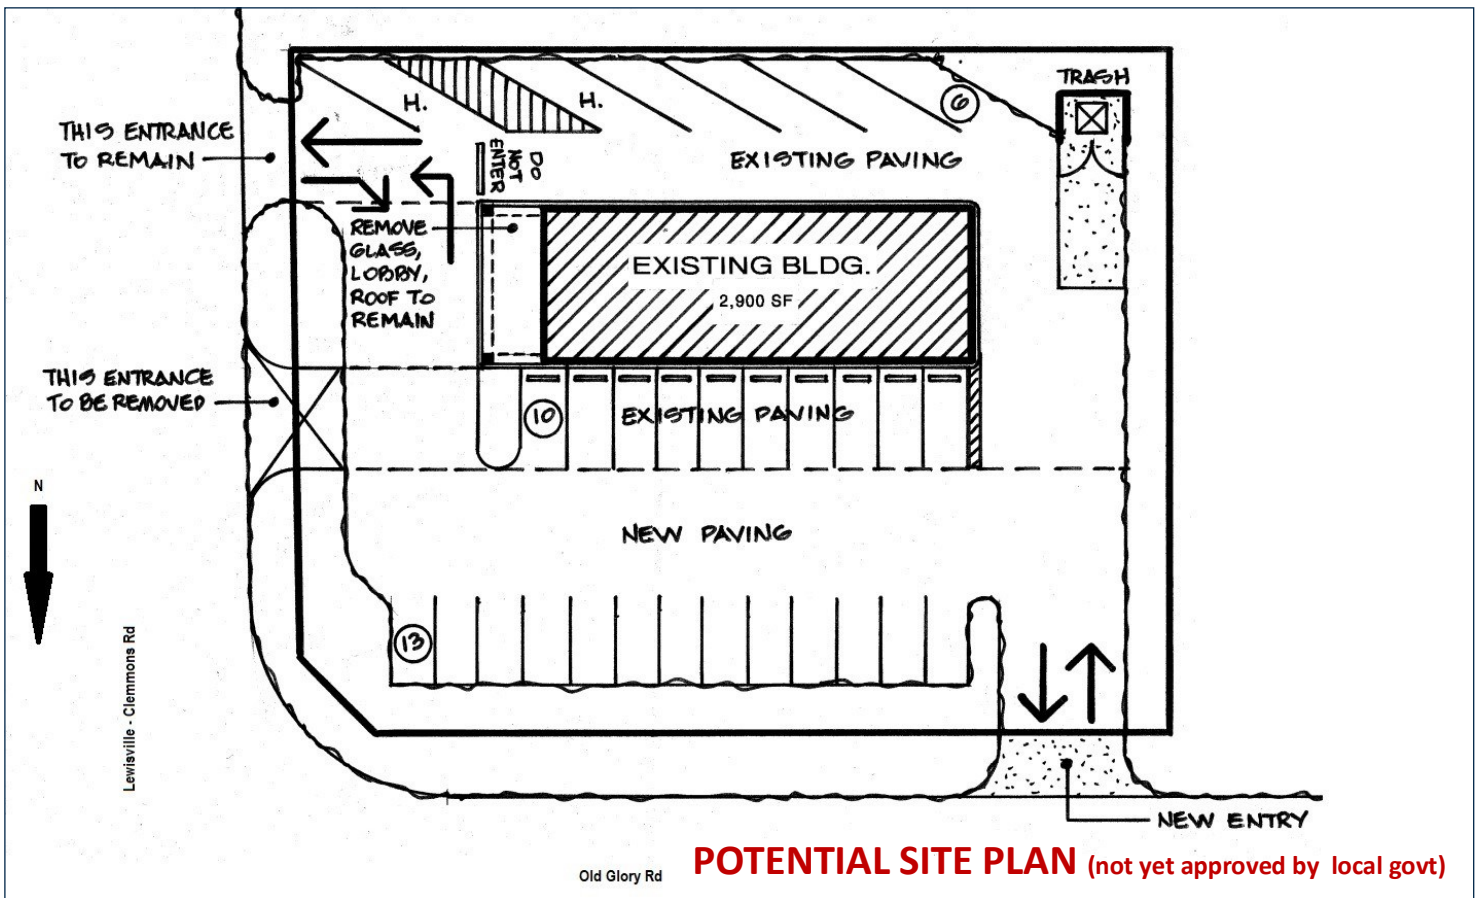 TRASH
H.
H.
6
THIS ENTRANCE
TO REMAIN
DO
NOT
ENTER
EXISTING PAVING
REMOVE
GLASS,
LOBBY,
ROOF TO
REMAIN
EXISTING BLDG.
2,900 SF
THIS ENTRANCE
TO BE REMOVED
10
EXISTING PAVING
N
NEW PAVING
13
Lewisville - Clemmons Rd
NEW ENTRY
Old Glory Rd
POTENTIAL SITE PLAN (not yet approved by local govt)